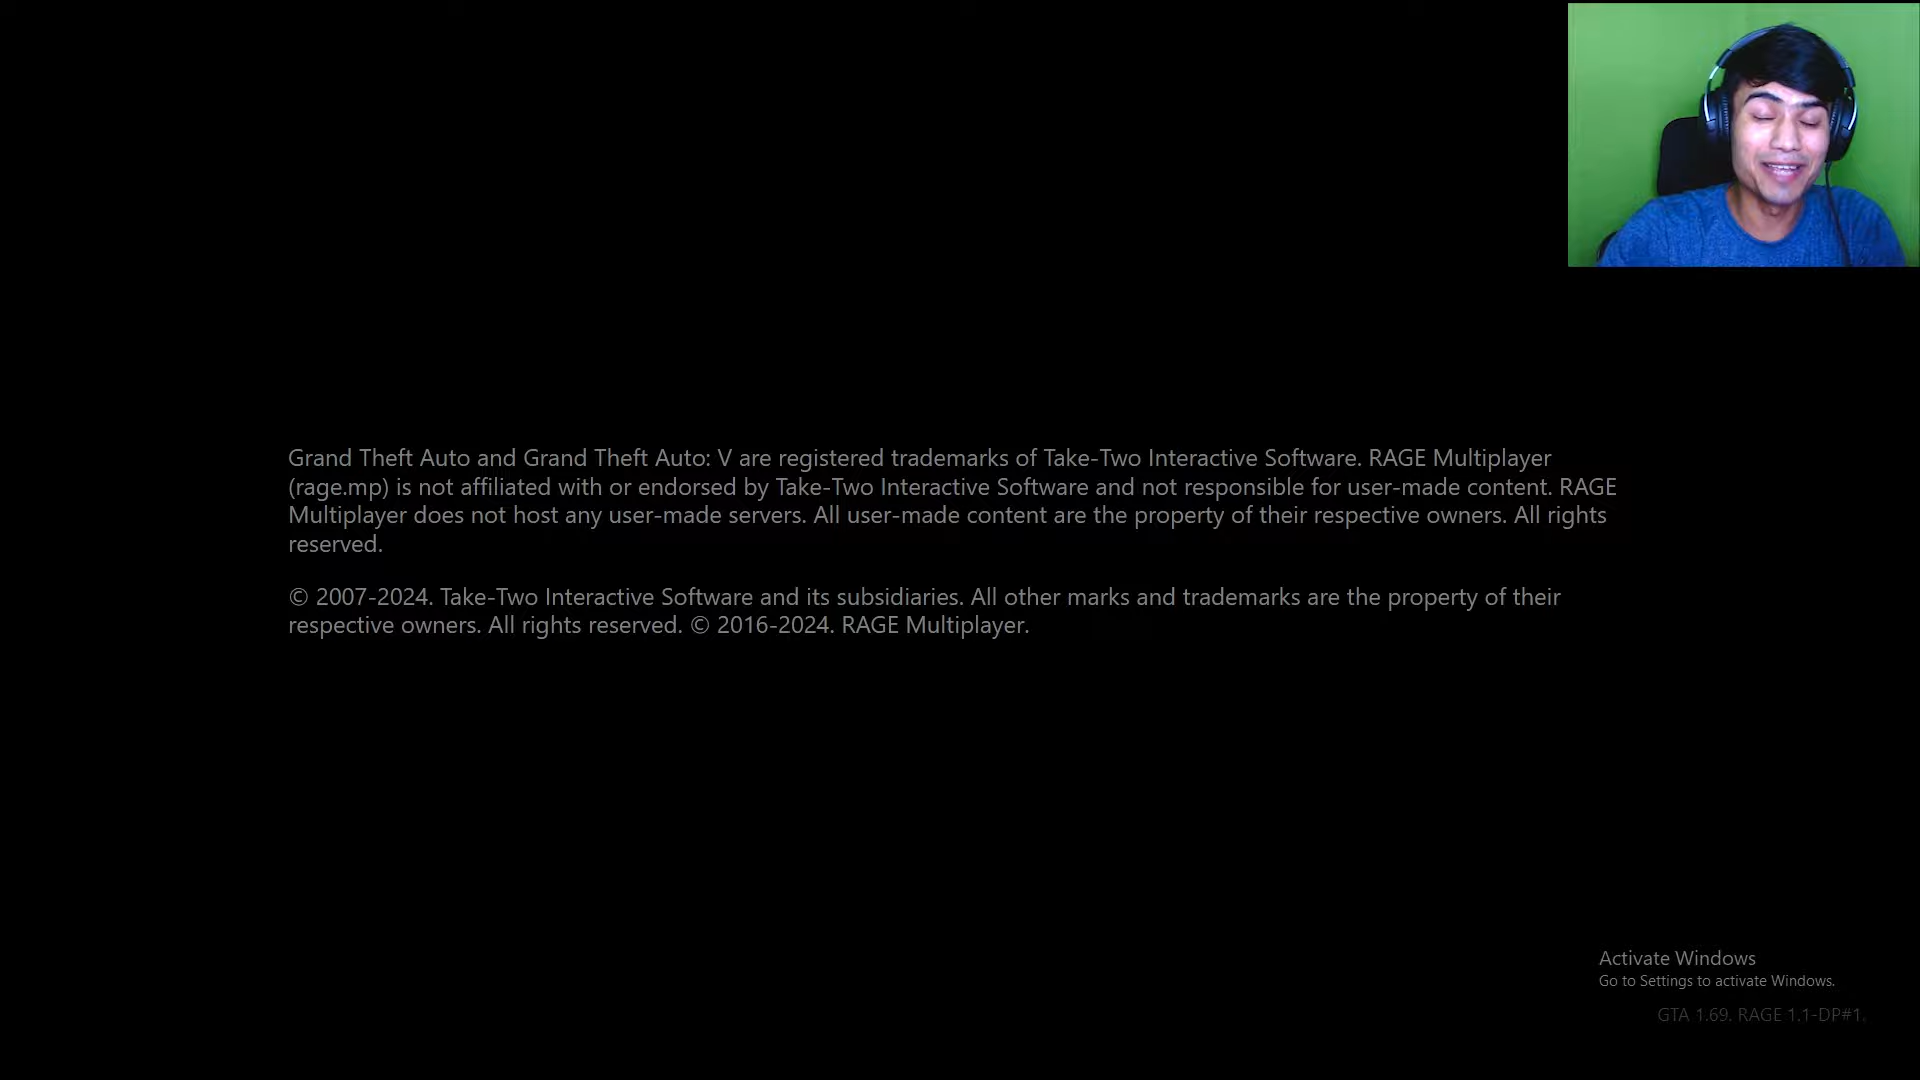 Grand Theft Auto and Grand Theft Auto: V are registered trademarks of Take-Two Interactive Software. RAGE Multiplayer
(rage.mp) is not affiliated with or endorsed by Take-Two Interactive Software and not responsible for user-made content. RAGE
Multiplayer does not host any user-made servers. All user-made content are the property of their respective owners. All rights
reserved.
© 2007-2024. Take-Two Interactive Software and its subsidiaries. All other marks and trademarks are the property of their
respective owners. All rights reserved. © 2016-2024. RAGE Multiplayer.
Activate Windows
Go to Settings to activate Windows.
GTA 1.69. RAGE 1.1-DP#1.